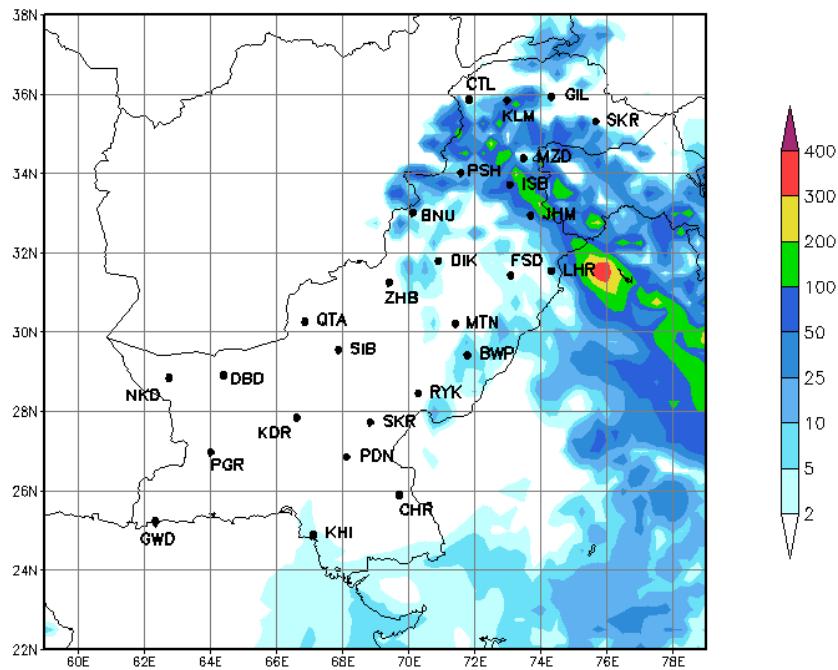 38N
36N
34N
32N
30N
28N
26N
24N
22N
60E 62E 64E 66E 68E 70E 72E 74E 76E 78E
CTL
KLM
GIL
SKR
MZD
PSH
ISB
BNU
JHM
DIK
FSD
LHR
ZHB
QTA
MTN
SIB
BWP
DBD
NKD
RYK
KDR
SKR
PGR
PDN
CHR
GWD
KHI
400
300
200
100
50
25
10
5
2